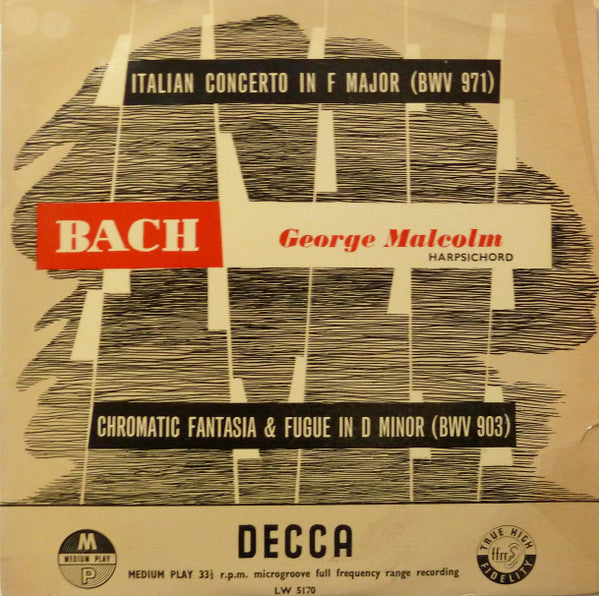 ITALIAN CONCERTO IN F MAJOR (BWV 971)
BACH
George Malcolm
HARPSICHORD
CHROMATIC FANTASIA & FUGUE IN D MINOR (BWV 903)
M
MEDIUM PLAY
P
DECCA
TRUE HIGH
ffrr
FIDELITY
MEDIUM PLAY 33⅓ r.p.m. microgroove full frequency range recording
LW 5170